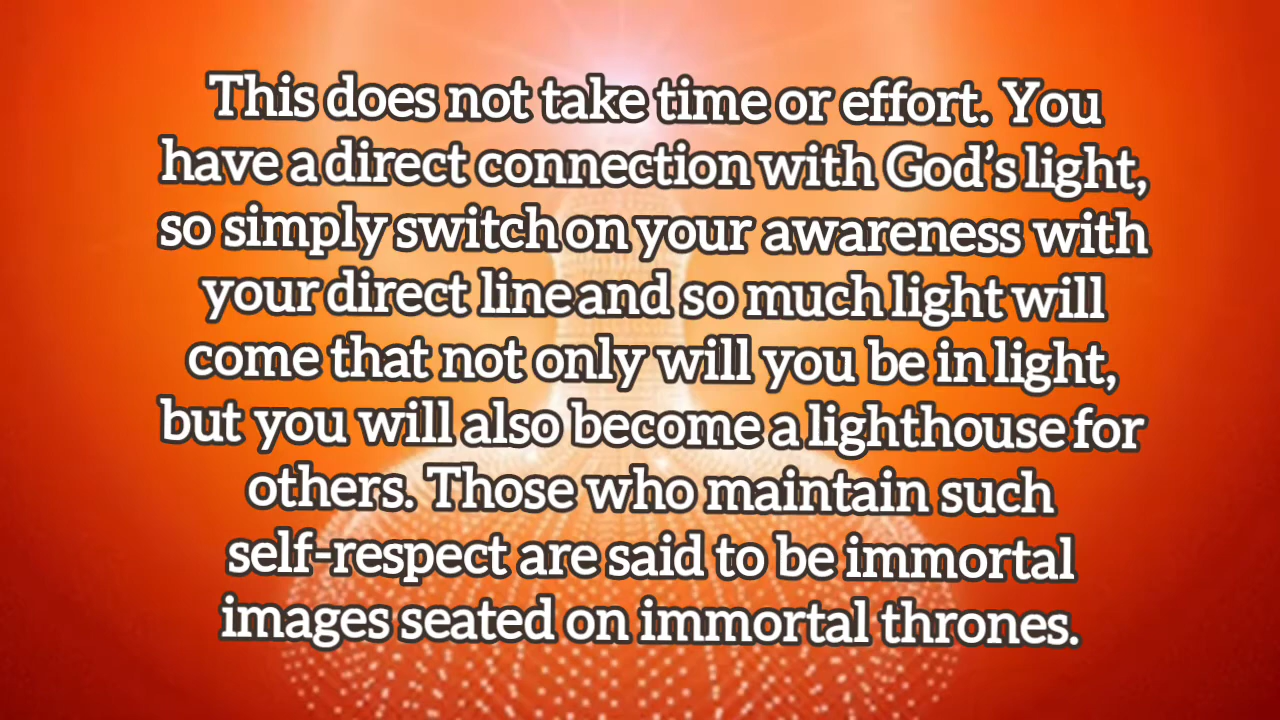 This does not take time or effort. You
have a direct connection with God’s light,
so simply switch on your awareness with
your direct line and so much light will
come that not only will you be in light,
but you will also become a lighthouse for
others. Those who maintain such
self-respect are said to be immortal
images seated on immortal thrones.